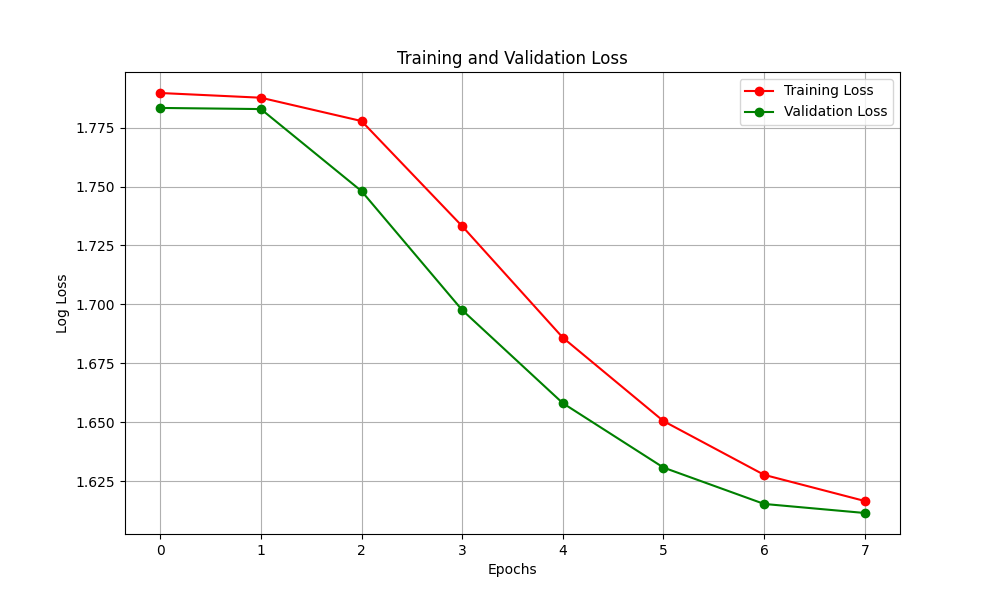 Training and Validation Loss
Training Loss
Validation Loss
Log Loss
1.775
1.750
1.725
1.700
1.675
1.650
1.625
0 1 2 3 4 5 6 7
Epochs